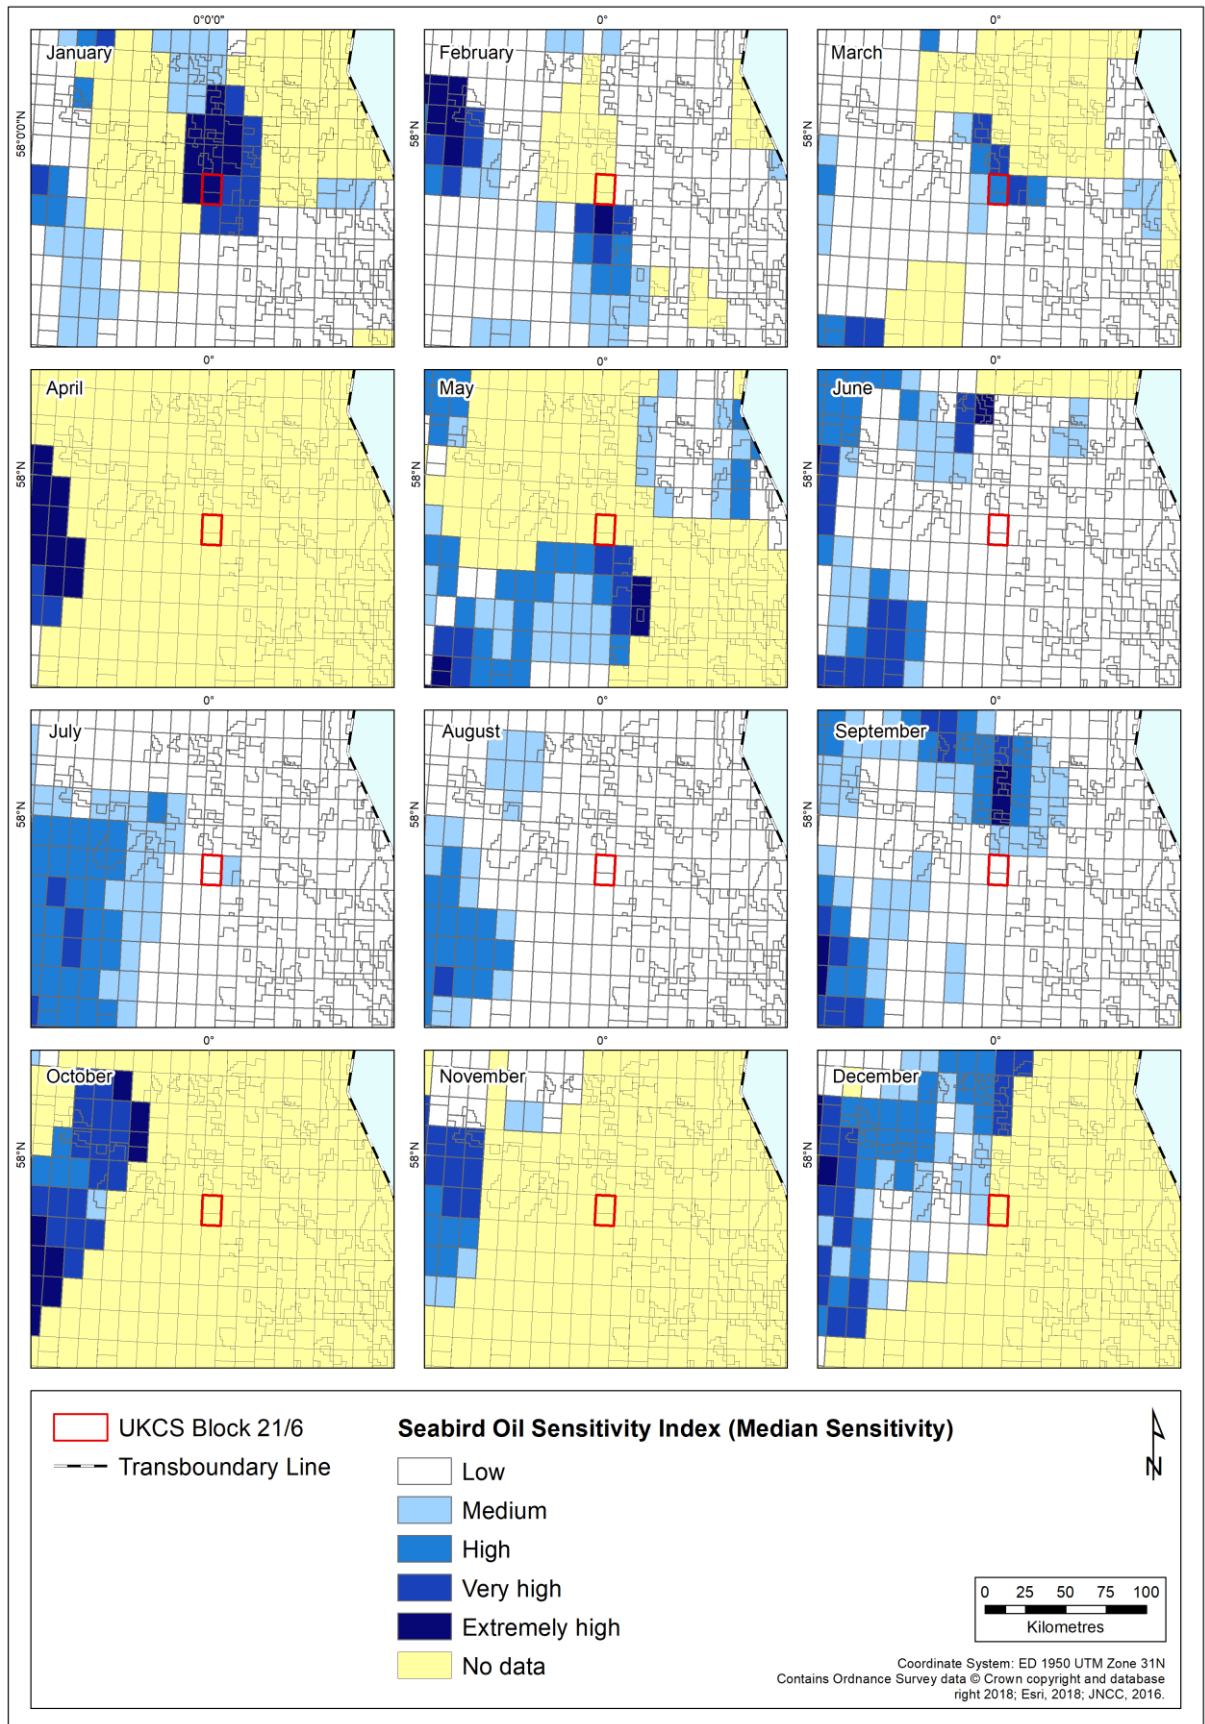 0°0'0"
0°
0°
January
February
March
58°0'0"N
58°N
58°N
0°
0°
April
May
June
58°N
58°N
58°N
0°
0°
0°
July
August
September
58°N
58°N
58°N
0°
0°
0°
October
November
December
58°N
58°N
58°N
UKCS Block 21/6
Transboundary Line
Seabird Oil Sensitivity Index (Median Sensitivity)
Low
Medium
High
Very high
Extremely high
No data
N
0 25 50 75 100
Kilometres
Coordinate System: ED 1950 UTM Zone 31N
Contains Ordnance Survey data © Crown copyright and database
right 2018; Esri, 2018; JNCC, 2016.